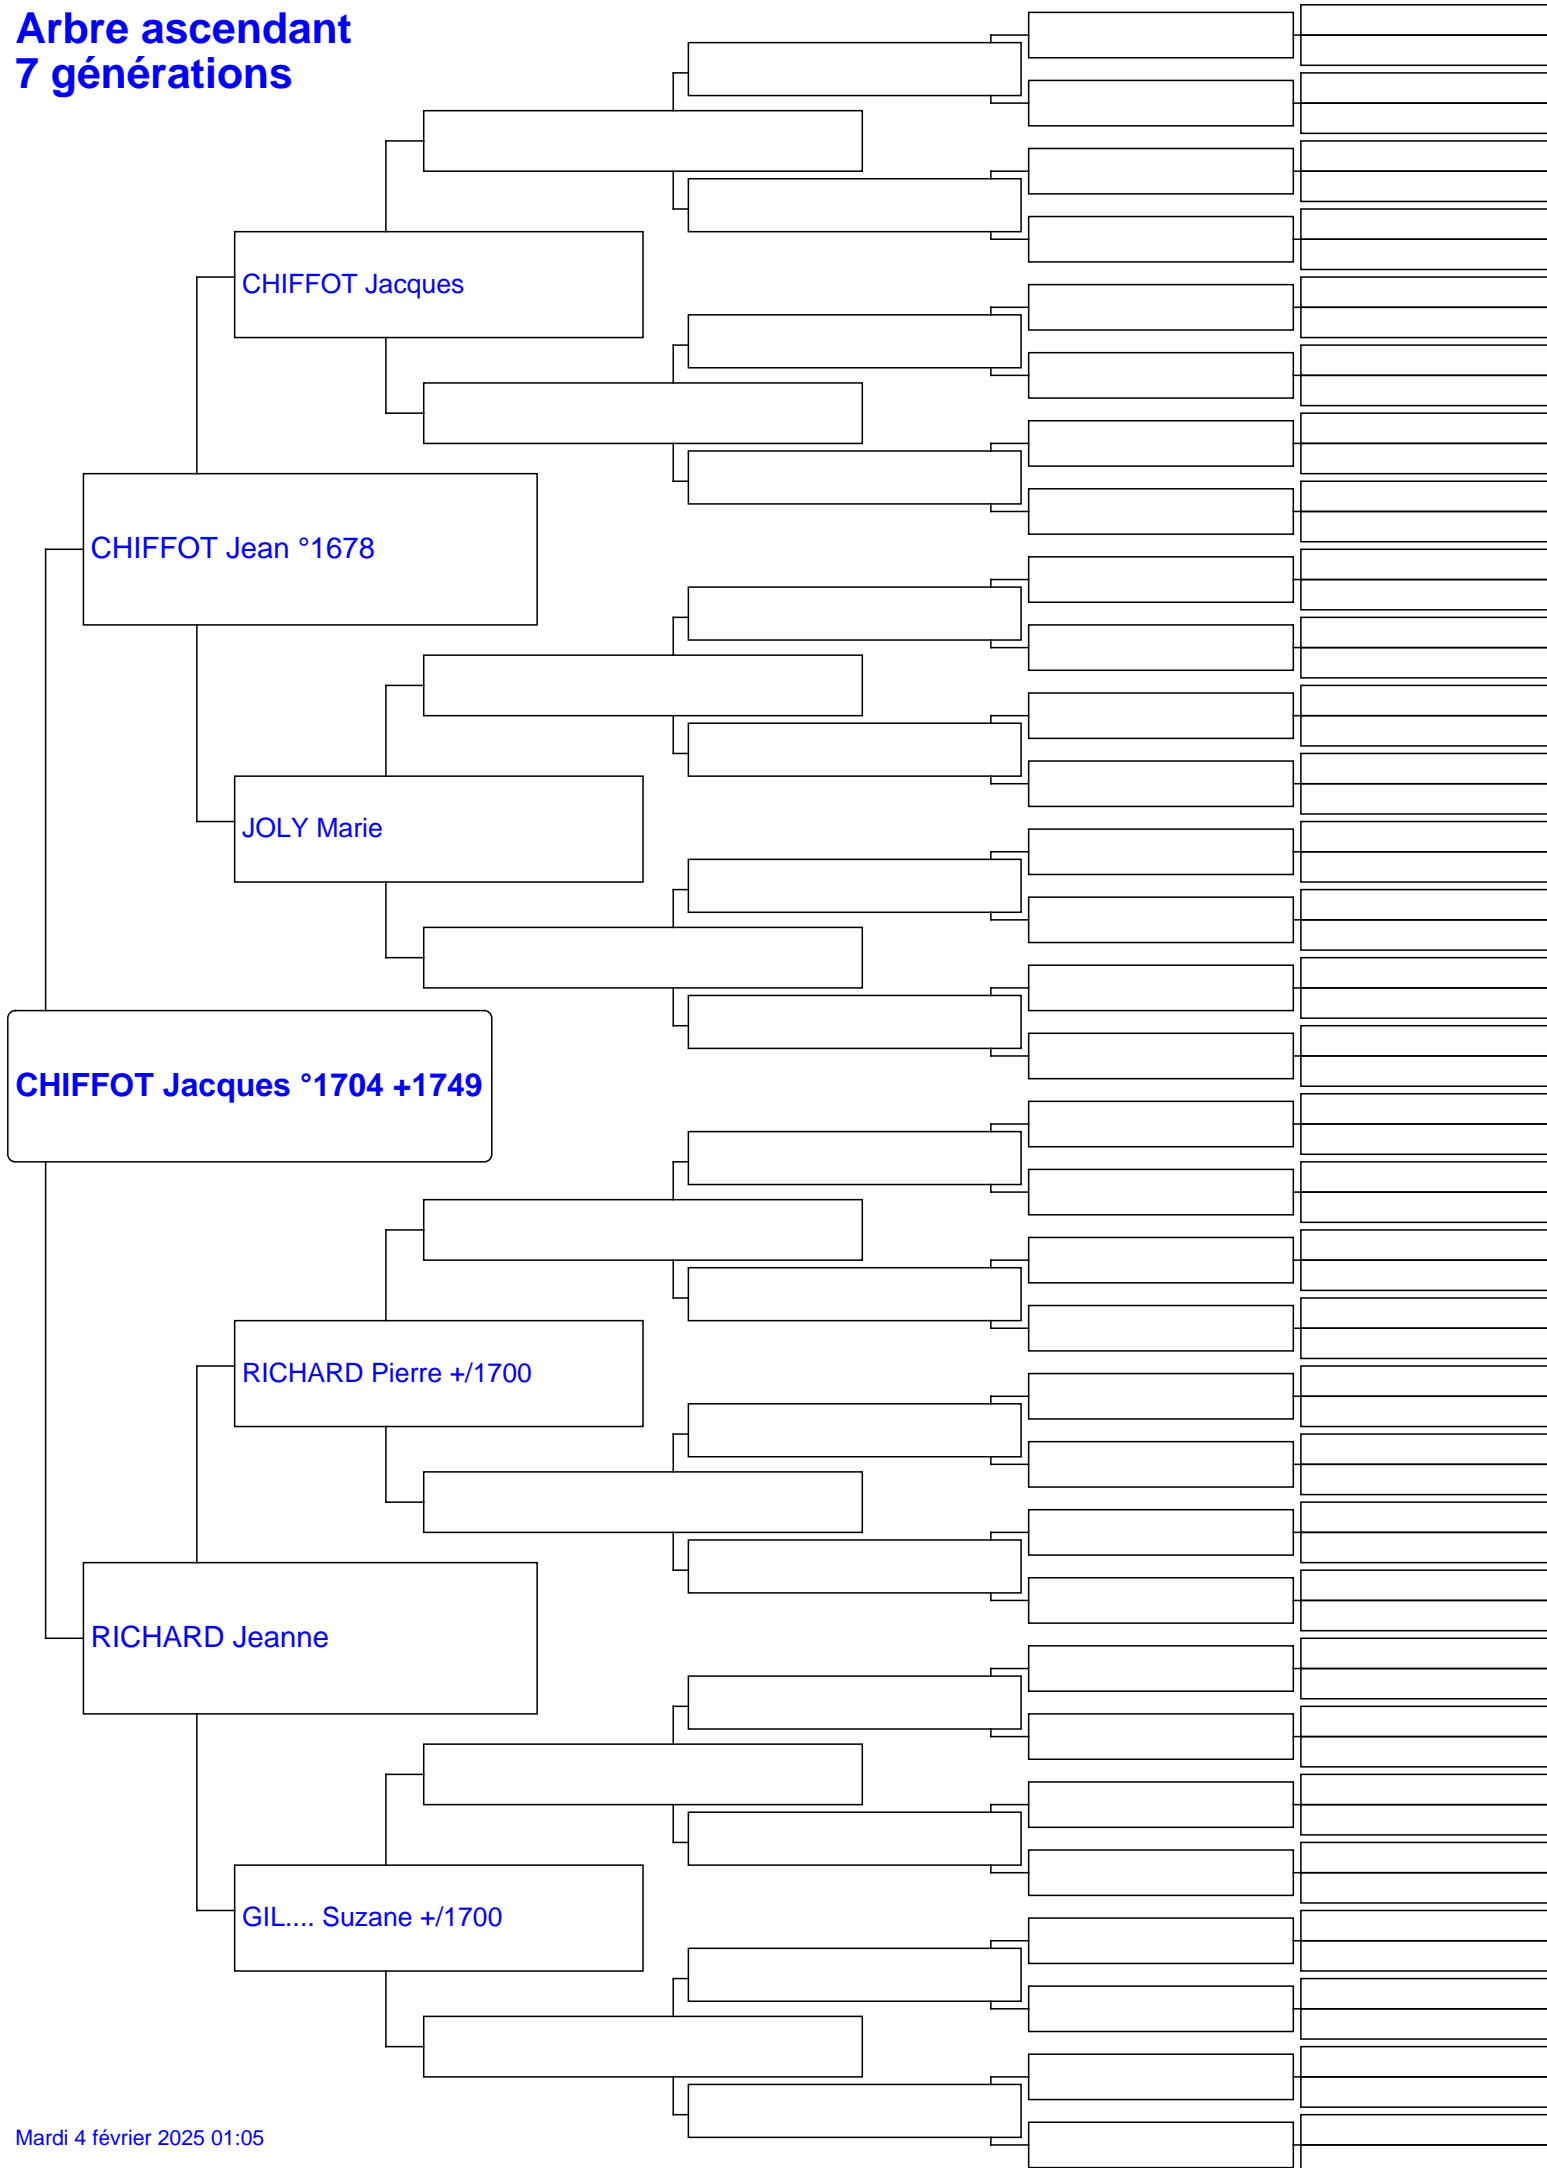 Arbre ascendant
7 générations
CHIFFOT Jacques
CHIFFOT Jean °1678
JOLY Marie
CHIFFOT Jacques °1704 +1749
RICHARD Pierre +/1700
RICHARD Jeanne
GIL.... Suzane +/1700
Mardi 4 février 2025 01:05